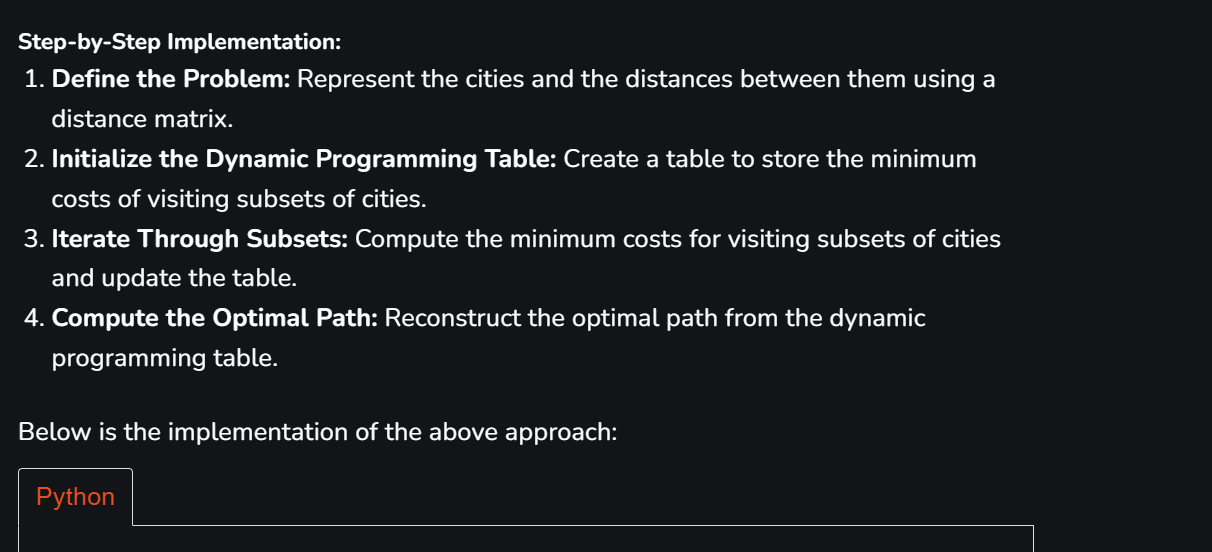 Step-by-Step Implementation:
1. Define the Problem: Represent the cities and the distances between them using a
distance matrix.
2. Initialize the Dynamic Programming Table: Create a table to store the minimum
costs of visiting subsets of cities.
3. Iterate Through Subsets: Compute the minimum costs for visiting subsets of cities
and update the table.
4. Compute the Optimal Path: Reconstruct the optimal path from the dynamic
programming table.
Below is the implementation of the above approach:
Python